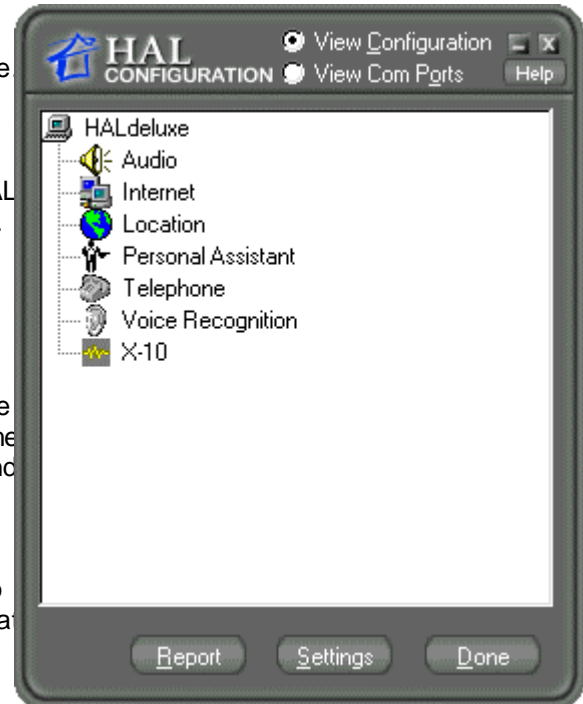 HAL
CONFIGURATION
View Configuration
View Com Ports
Help
HALdeluxe
Audio
Internet
Location
Personal Assistant
Telephone
Voice Recognition
X-10
Report
Settings
Done